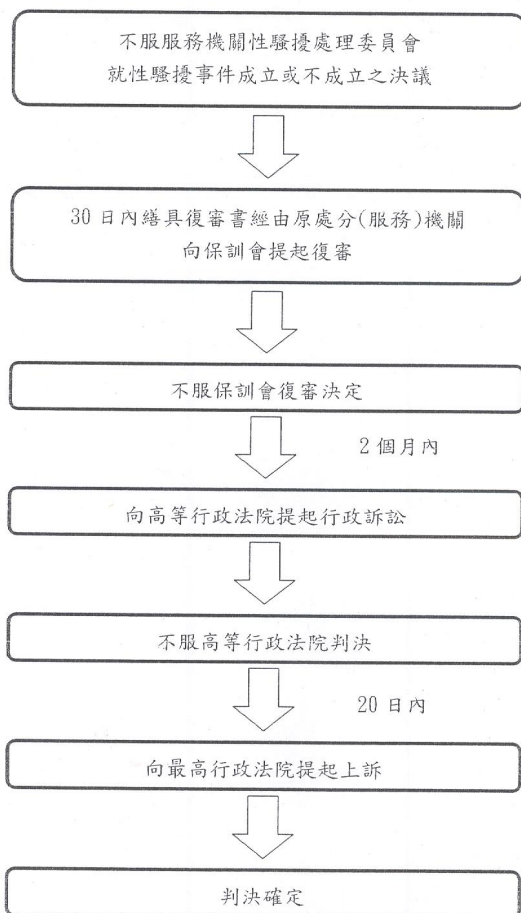 不服服務機關性騷擾處理委員會
就性騷擾事件成立或不成立之決議
30日內繕具復審書經由原處分(服務)機關
向保訓會提起復審
不服保訓會復審決定
2個月內
向高等行政法院提起行政訴訟
不服高等行政法院判決
20日內
向最高行政法院提起上訴
判決確定